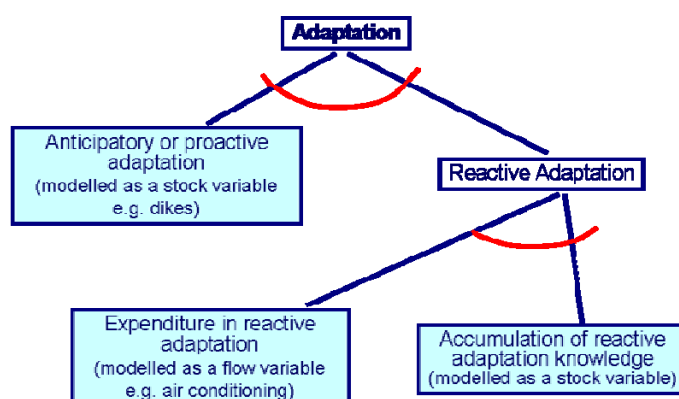 Adaptation
Anticipatory or proactive
adaptation
(modelled as a stock variable
e.g. dikes)
Reactive Adaptation
Expenditure in reactive
adaptation
(modelled as a flow variable
e.g. air conditioning)
Accumulation of reactive
adaptation knowledge
(modelled as a stock variable)